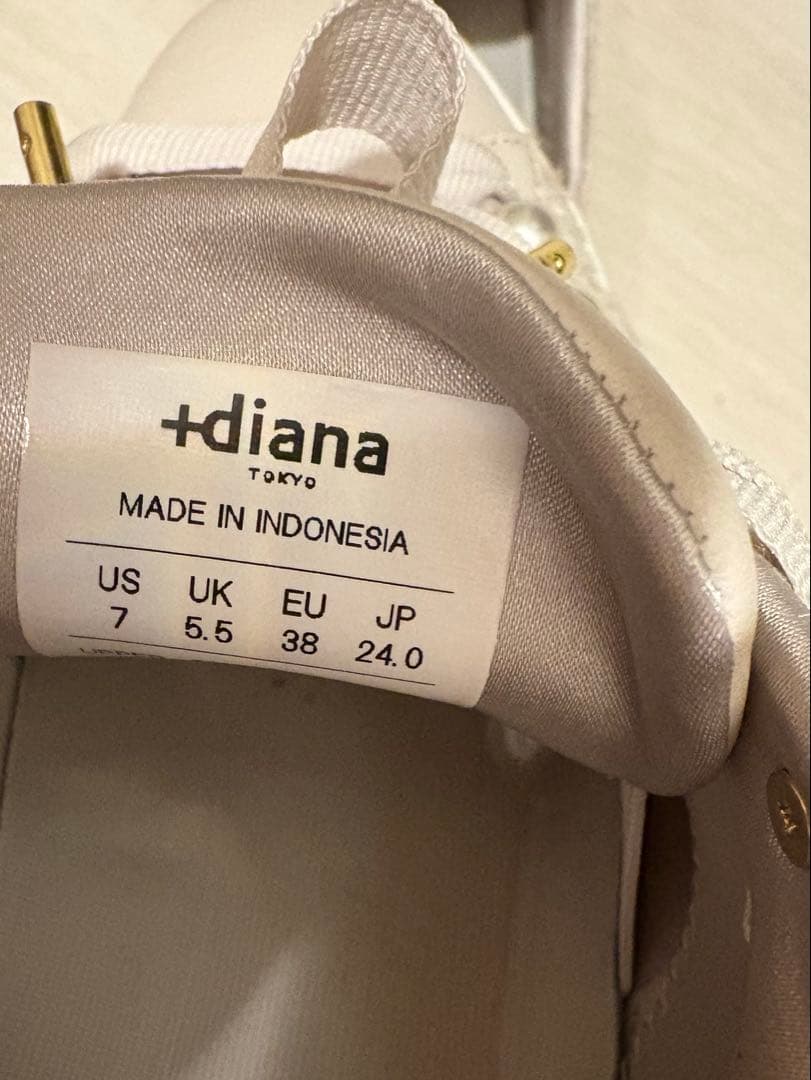 +diana
TOKYO
MADE IN INDONESIA
US UK EU JP
7 5.5 38 24.0